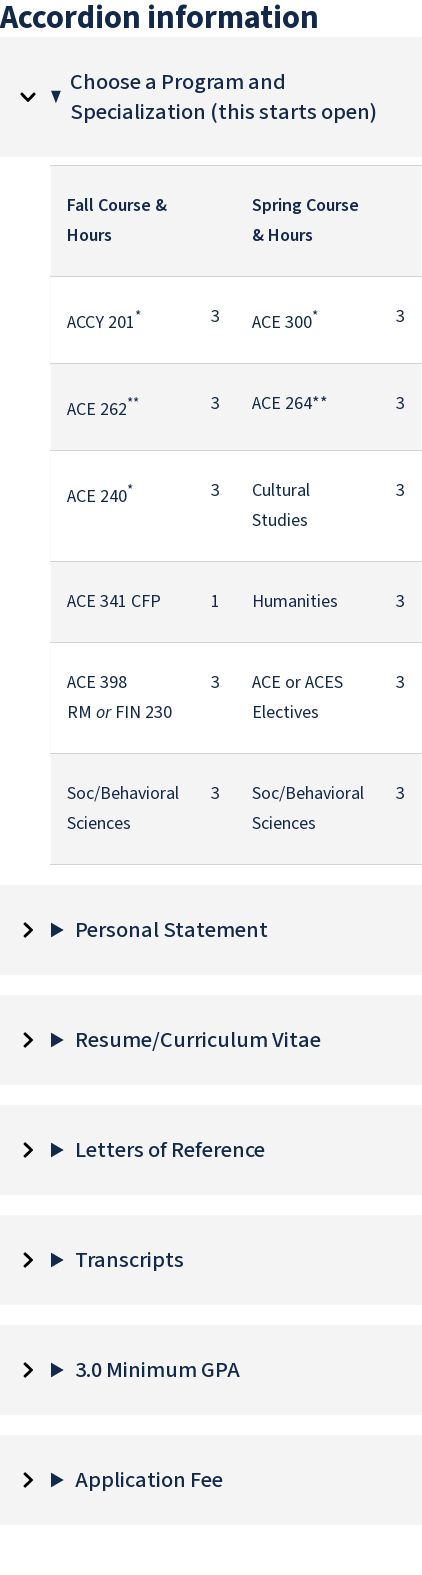 Accordion information
Choose a Program and
Specialization (this starts open)
Fall Course & Spring Course
Hours & Hours
ACCY 201* 3 ACE 300* 3
ACE 262** 3 ACE 264** 3
ACE 240* 3 Cultural 3
Studies
ACE 341 CFP 1 Humanities 3
ACE 398 3 ACE or ACES 3
RM or FIN 230 Electives
Soc/Behavioral 3 Soc/Behavioral 3
Sciences Sciences
Personal Statement
Resume/Curriculum Vitae
Letters of Reference
Transcripts
3.0 Minimum GPA
Application Fee